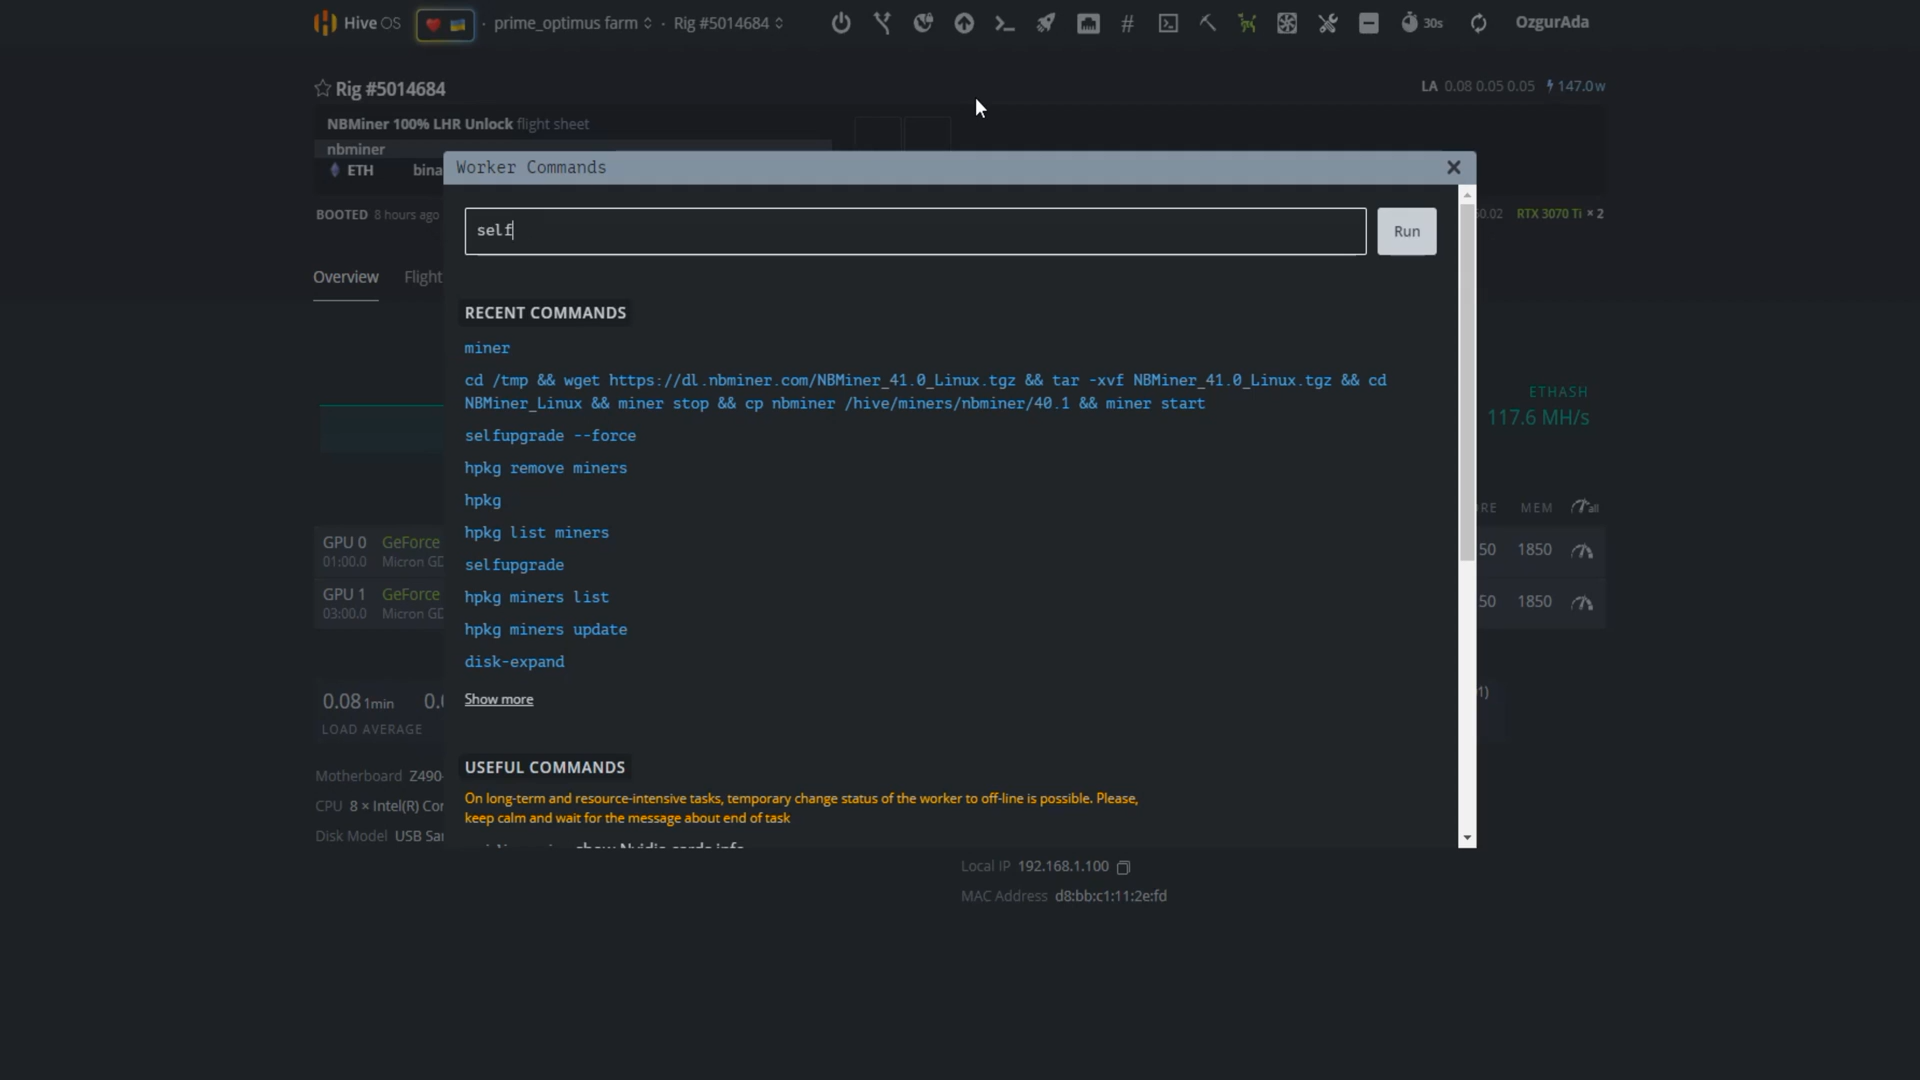 Hive OS · prime_optimus farm · Rig #5014684 30s OzgurAda
Rig #5014684
LA 0.08 0.05 0.05 147.0 w
NBMiner 100% LHR Unlock flight sheet
nbminer
ETH bina
BOOTED 8 hours ago
RTX 3070 Ti × 2
Worker Commands
self
Run
RECENT COMMANDS
miner
cd /tmp && wget https://dl.nbminer.com/NBMiner_41.0_Linux.tgz && tar -xvf NBMiner_41.0_Linux.tgz && cd
NBMiner_Linux && miner stop && cp nbminer /hive/miners/nbminer/40.1 && miner start
selfupgrade --force
hpkg remove miners
hpkg
hpkg list miners
selfupgrade
hpkg miners list
hpkg miners update
disk-expand
Show more
USEFUL COMMANDS
On long-term and resource-intensive tasks, temporary change status of the worker to off-line is possible. Please,
keep calm and wait for the message about end of task
show Nvidia cards info
Overview Flight
ETHASH
117.6 MH/s
RE MEM all
GPU 0 GeForce
01:00.0 Micron GD
50 1850
GPU 1 GeForce
03:00.0 Micron GD
50 1850
0.08 1min 0.0
LOAD AVERAGE
Motherboard Z490-
CPU 8 × Intel(R) Cor
Disk Model USB Sa
Local IP 192.168.1.100
MAC Address d8:bb:c1:11:2e:fd